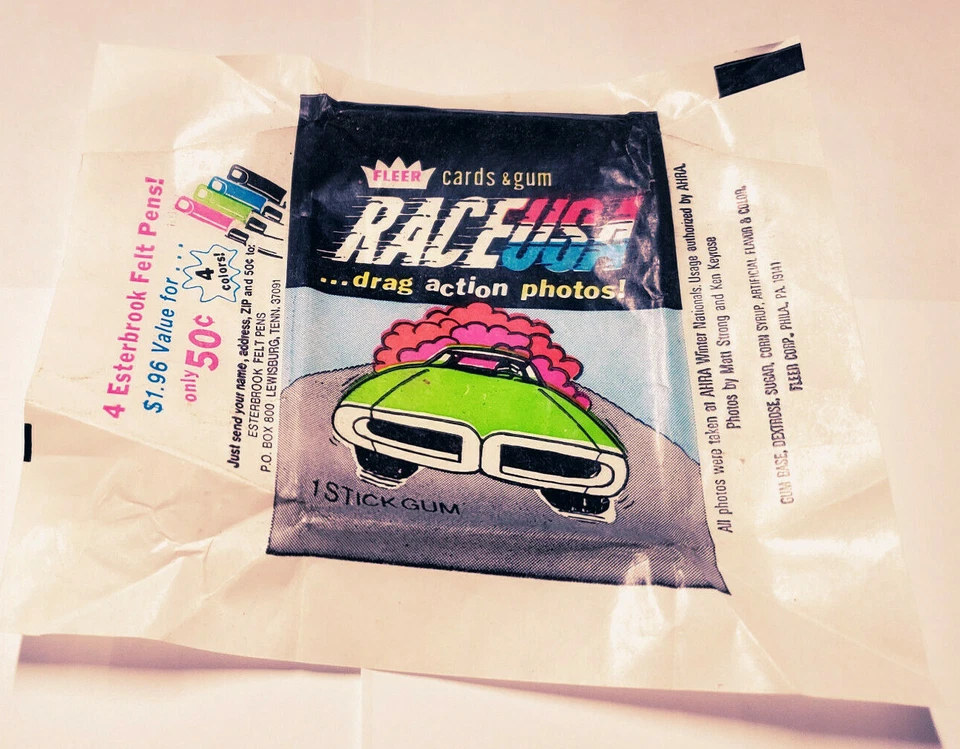 FLEER cards & gum
RACE USA
...drag action photos!
1 STICK GUM
4 Esterbrook Felt Pens!
$1.96 Value for...
only 50¢
4
colors!
Just send your name, address, ZIP and 50¢ to:
ESTERBROOK FELT PENS
P.O. BOX 800 LEWISBURG, TENN. 37091
All photos were taken at AHRA Winter Nationals. Usage authorized by AHRA.
Photos by Matt Strong and Ken Keyrose
GUM BASE, DEXTROSE, SUGAR, CORN SYRUP, ARTIFICIAL FLAVOR & COLOR.
FLEER CORP., PHILA., PA. 19141